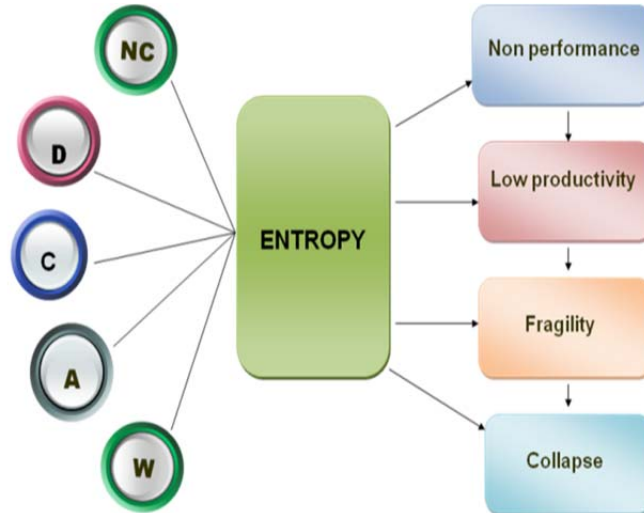 NC
D
C
A
W
ENTROPY
Non performance
Low productivity
Fragility
Collapse